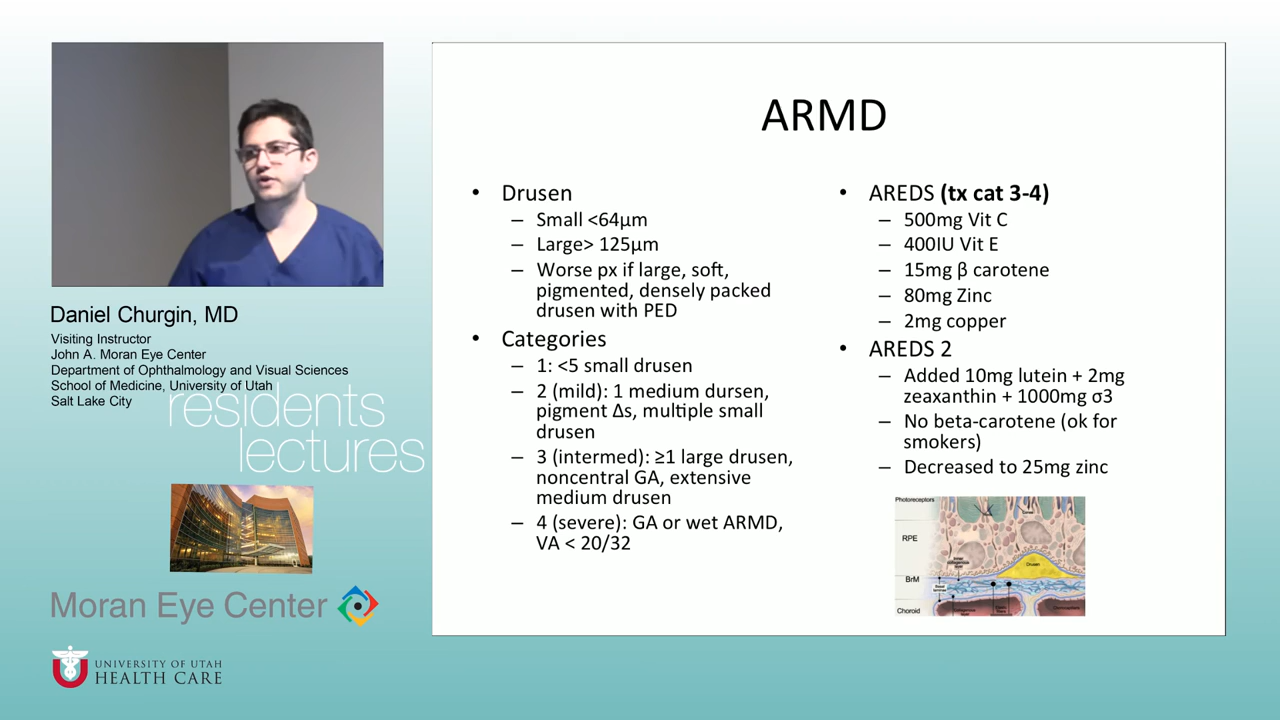 ARMD
• Drusen
– Small <64μm
– Large> 125μm
– Worse px if large, soft,
pigmented, densely packed
drusen with PED
• Categories
– 1: <5 small drusen
– 2 (mild): 1 medium dursen,
pigment Δs, multiple small
drusen
– 3 (intermed): ≥1 large drusen,
noncentral GA, extensive
medium drusen
– 4 (severe): GA or wet ARMD,
VA < 20/32
• AREDS (tx cat 3-4)
– 500mg Vit C
– 400IU Vit E
– 15mg β carotene
– 80mg Zinc
– 2mg copper
• AREDS 2
– Added 10mg lutein + 2mg
zeaxanthin + 1000mg σ3
– No beta-carotene (ok for
smokers)
– Decreased to 25mg zinc
Photoreceptors
RPE
BrM
Choroid
Drusen
Daniel Churgin, MD
Visiting Instructor
John A. Moran Eye Center
Department of Ophthalmology and Visual Sciences
School of Medicine, University of Utah
Salt Lake City
residents
lectures
Moran Eye Center
UNIVERSITY OF UTAH
HEALTH CARE